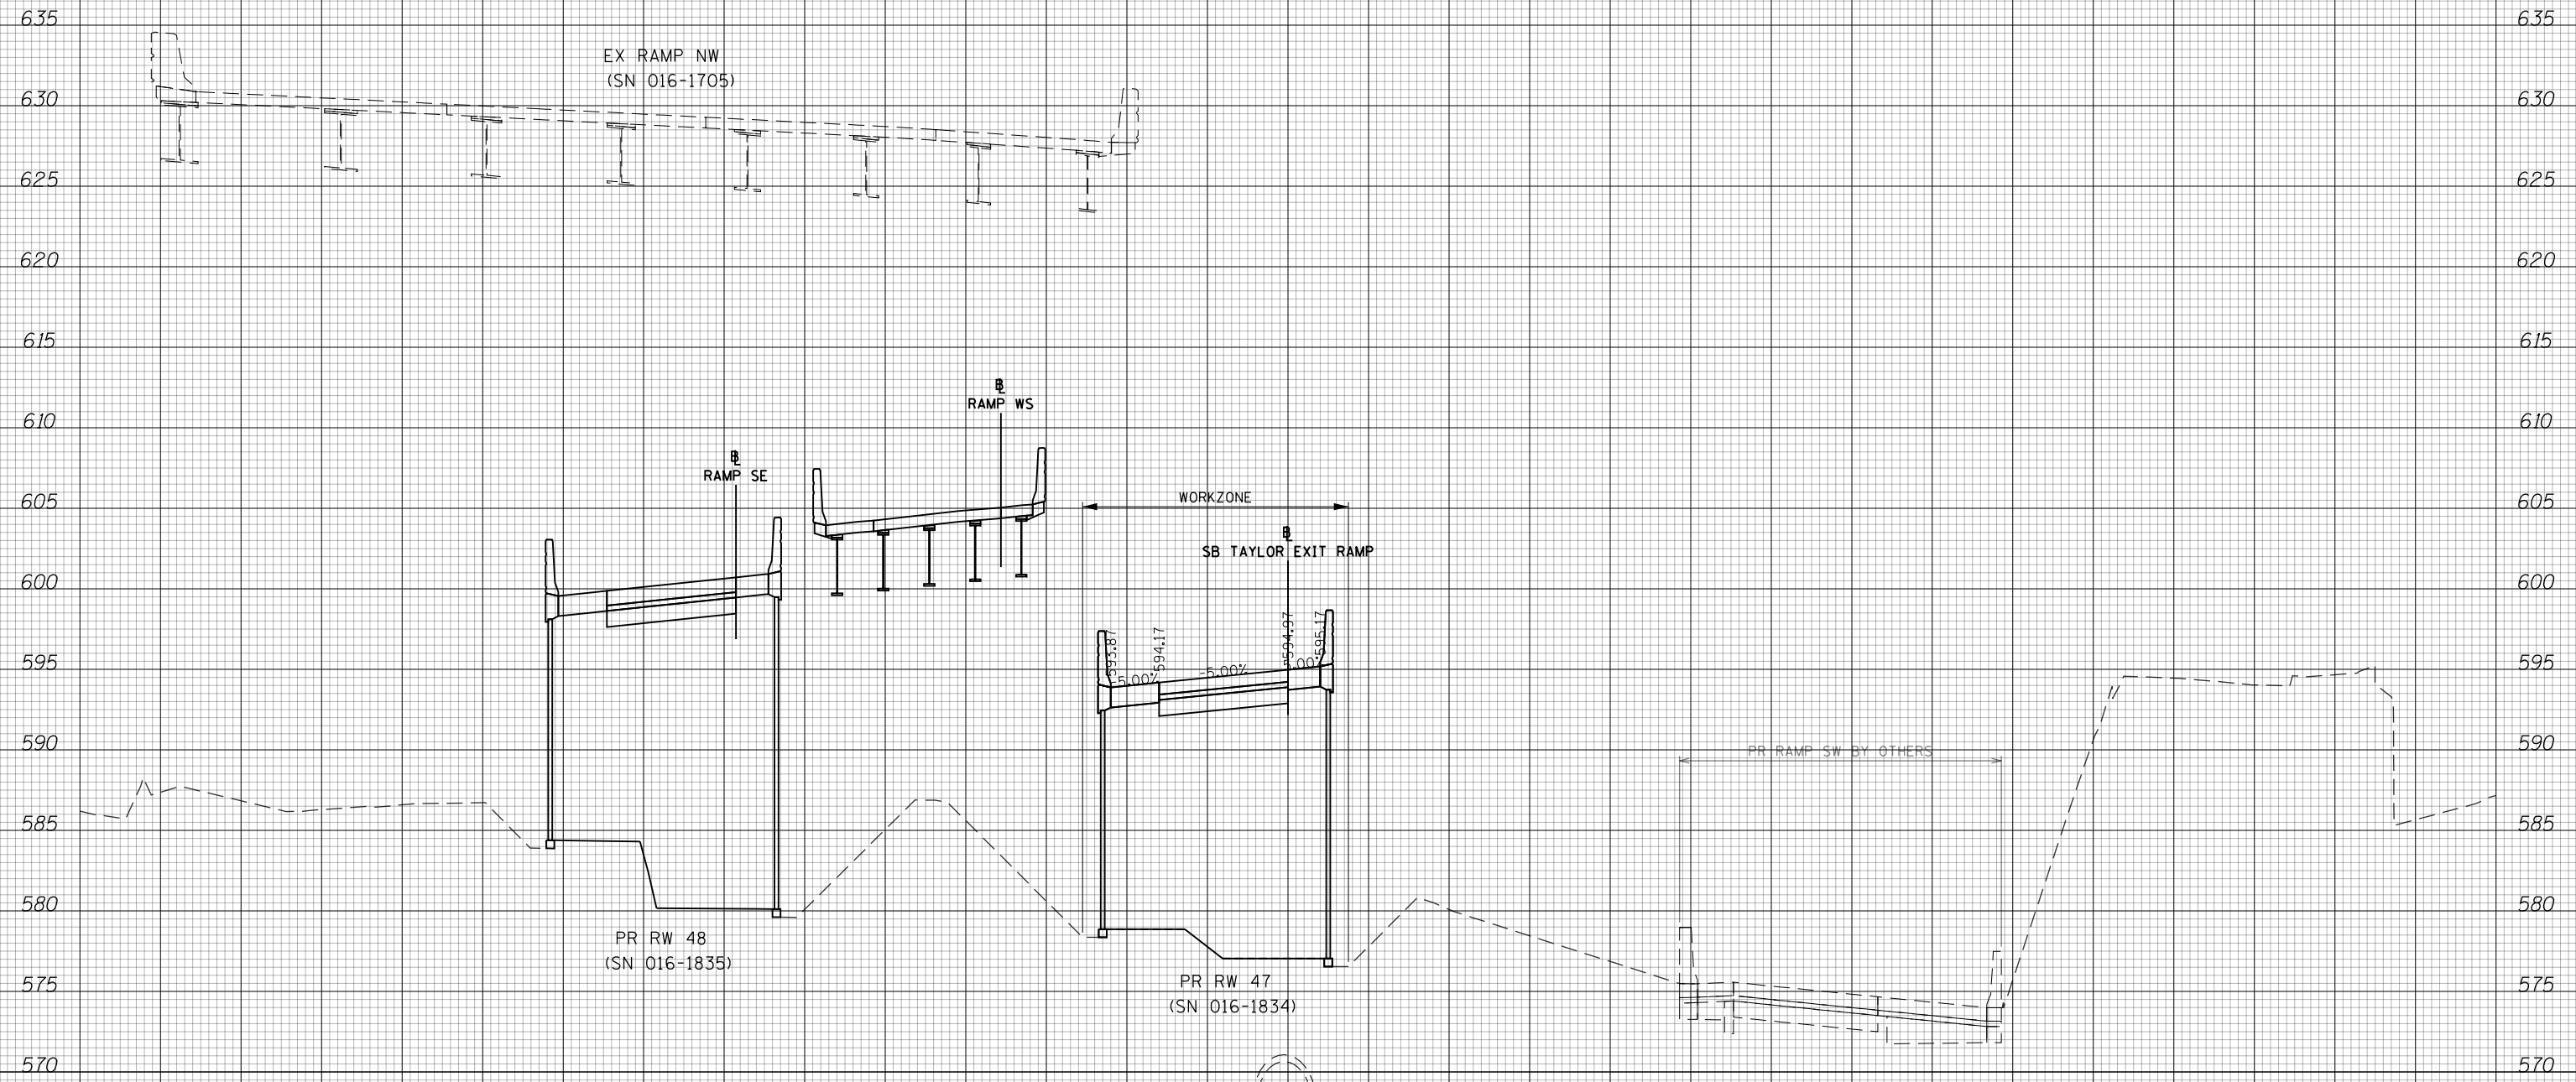 635 635
EX RAMP NW
(SN 016-1705)
630 630
625 625
620 620
615 615
℄
RAMP WS
610 610
℄
RAMP SE
605 605
WORKZONE
℄
SB TAYLOR EXIT RAMP
600 600
593.87 594.17 594.97 595.17
595 595
-5.00% -5.00% -5.00%
590 590
PR RAMP SW BY OTHERS
585 585
580 580
PR RW 48
(SN 016-1835)
PR RW 47
(SN 016-1834)
575 575
570 570